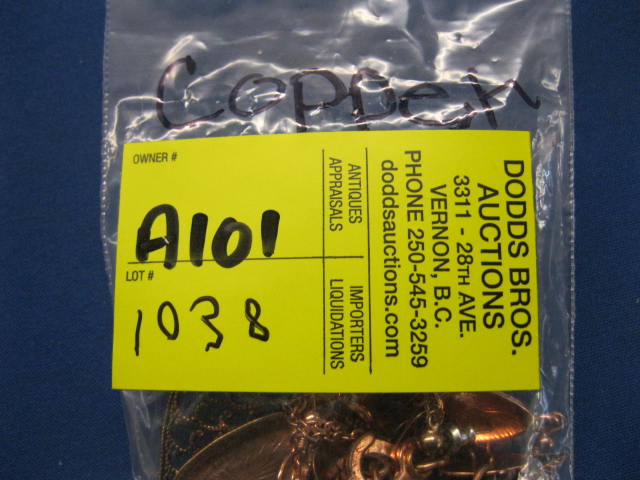 Copper
OWNER #
A101
LOT #
1038
ANTIQUES
APPRAISALS
IMPORTERS
LIQUIDATIONS
DODDS BROS.
AUCTIONS
3311 - 28TH AVE.
VERNON, B.C.
PHONE 250-545-3259
doddsauctions.com